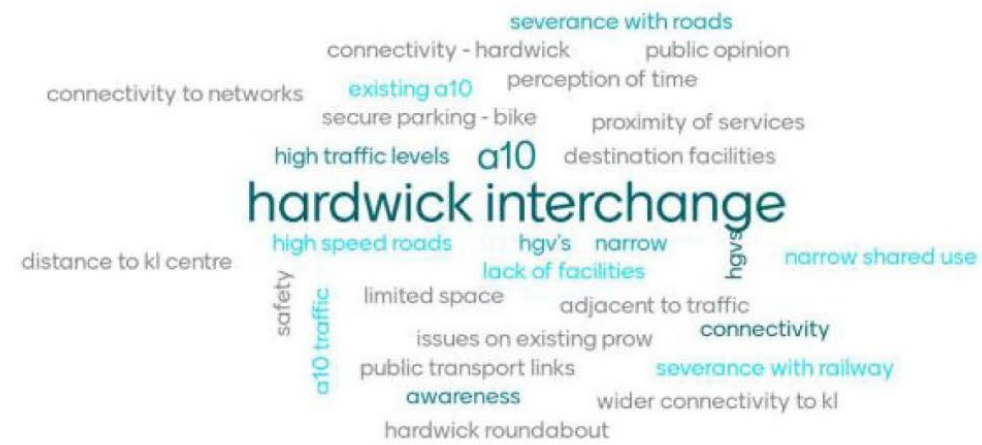 severance with roads
connectivity - hardwick
public opinion
existing a10
perception of time
connectivity to networks
secure parking - bike
proximity of services
high traffic levels
a10
destination facilities
hardwick interchange
high speed roads
hgv's
narrow
hgvs
narrow shared use
distance to kl centre
lack of facilities
safety
a10 traffic
limited space
adjacent to traffic
issues on existing prow
connectivity
public transport links
severance with railway
awareness
wider connectivity to kl
hardwick roundabout